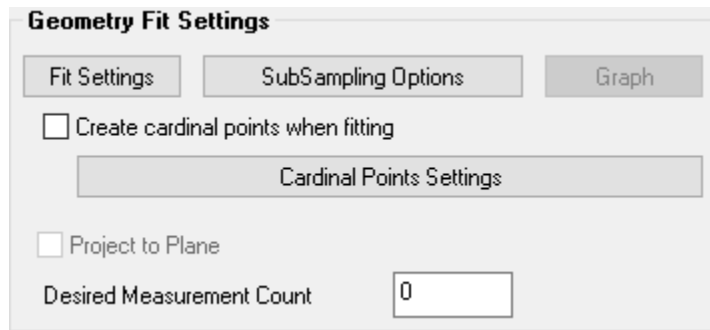 Geometry Fit Settings
Fit Settings SubSampling Options Graph
Create cardinal points when fitting
Cardinal Points Settings
Project to Plane
Desired Measurement Count 0